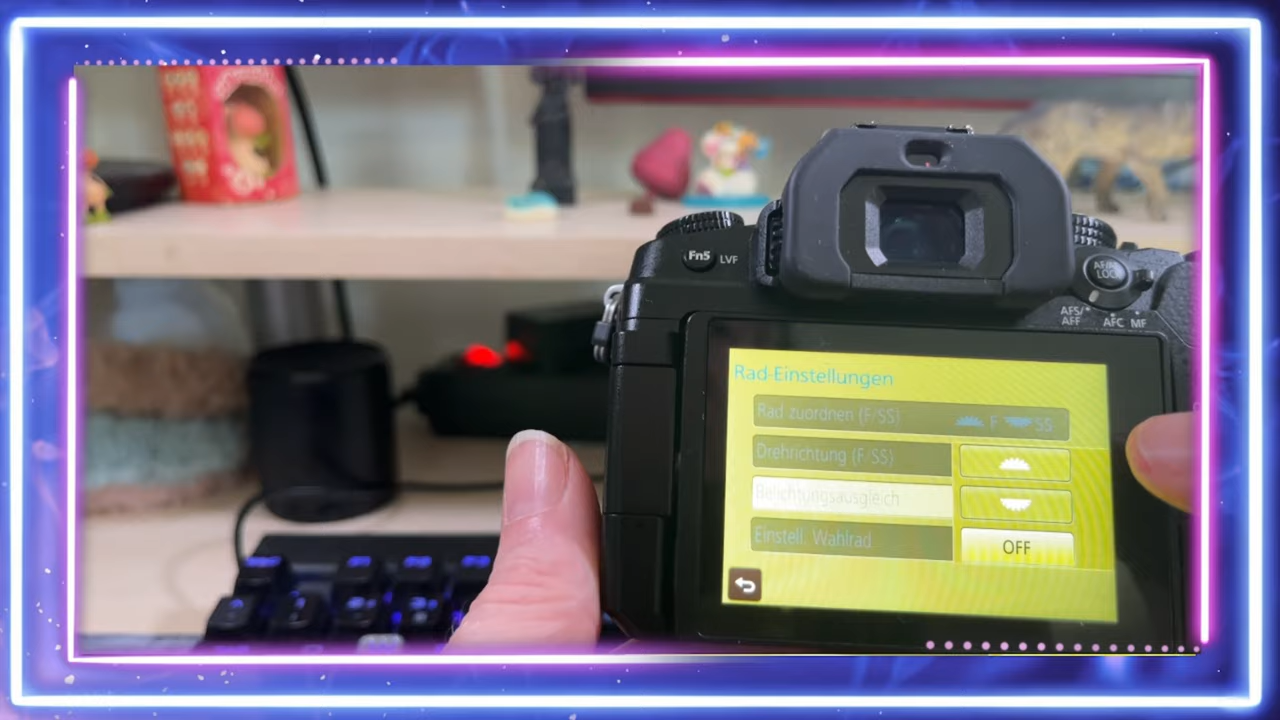 Fn5 LVF
AF/AE
LOCK
AFS/
AFF AFC MF
Rad-Einstellungen
Rad zuordnen (F/SS) F SS
Drehrichtung (F/SS)
Belichtungsausgleich
Einstell. Wahlrad OFF